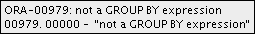 ORA-00979: not a GROUP BY expression
00979. 00000 -  "not a GROUP BY expression"